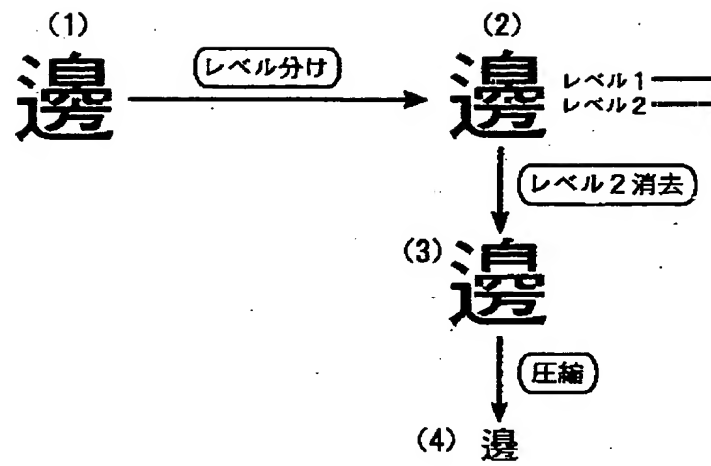 (1)
(2)
邊
レベル分け
邊
レベル1
レベル2
レベル2消去
(3)
邊
圧縮
(4) 邊